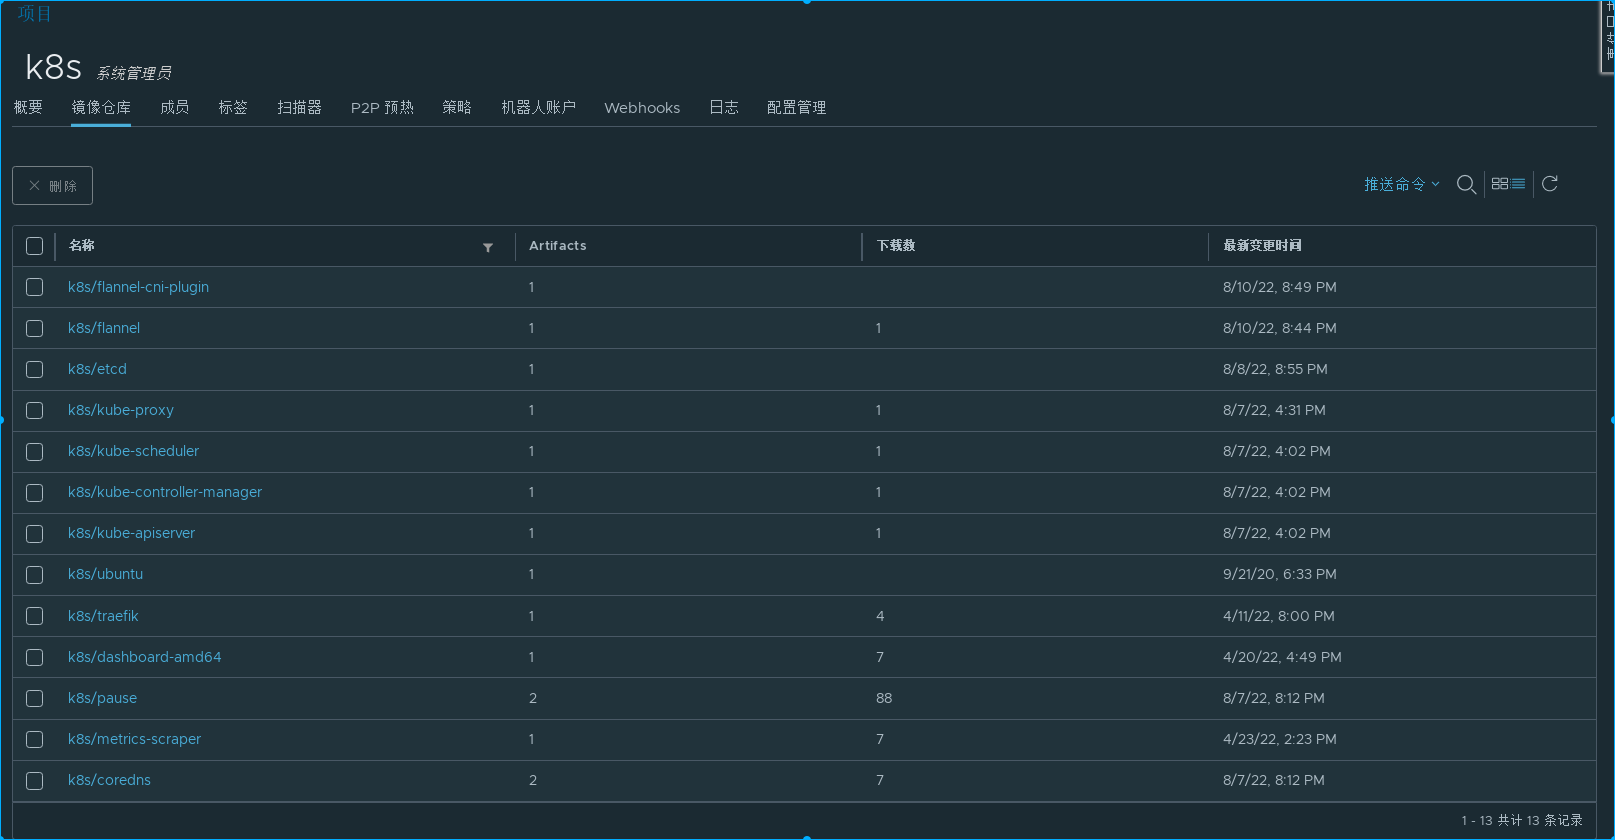 项目
k8s 系统管理员
概要 镜像仓库 成员 标签 扫描器 P2P 预热 策略 机器人账户 Webhooks 日志 配置管理
删除 推送命令
名称 Artifacts 下载数 最新变更时间
k8s/flannel-cni-plugin 1 8/10/22, 8:49 PM
k8s/flannel 1 1 8/10/22, 8:44 PM
k8s/etcd 1 8/8/22, 8:55 PM
k8s/kube-proxy 1 1 8/7/22, 4:31 PM
k8s/kube-scheduler 1 1 8/7/22, 4:02 PM
k8s/kube-controller-manager 1 1 8/7/22, 4:02 PM
k8s/kube-apiserver 1 1 8/7/22, 4:02 PM
k8s/ubuntu 1 9/21/20, 6:33 PM
k8s/traefik 1 4 4/11/22, 8:00 PM
k8s/dashboard-amd64 1 7 4/20/22, 4:49 PM
k8s/pause 2 88 8/7/22, 8:12 PM
k8s/metrics-scraper 1 7 4/23/22, 2:23 PM
k8s/coredns 2 7 8/7/22, 8:12 PM
1 - 13 共计 13 条记录